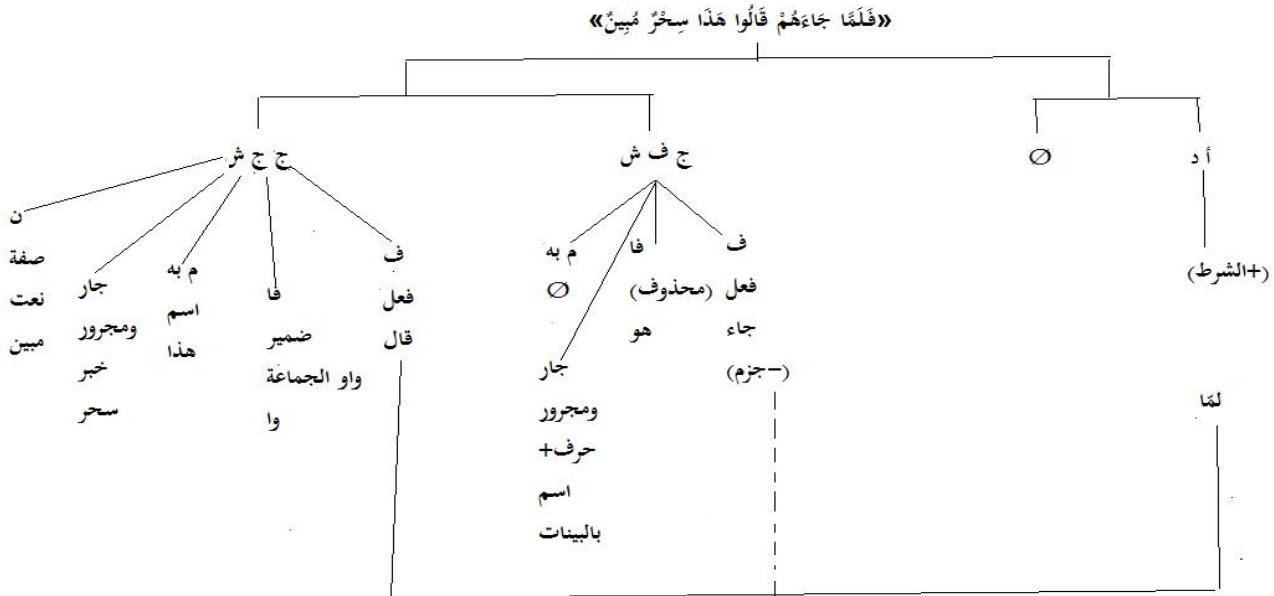 «فَلَمَّا جَاءَهُمْ قَالُوا هَذَا سِحْرٌ مُبِينٌ»
أ د
(+الشرط)
لمّا
∅
ج ف ش
ف
فعل
جاء
(–جزم)
فا
(محذوف)
هو
م به
∅
جار
ومجرور
حرف+
اسم
بالبينات
ج ج ش
ف
فعل
قال
فا
ضمير
واو الجماعة
وا
م به
اسم
هذا
جار
ومجرور
خبر
سحر
ن
صفة
نعت
مبين